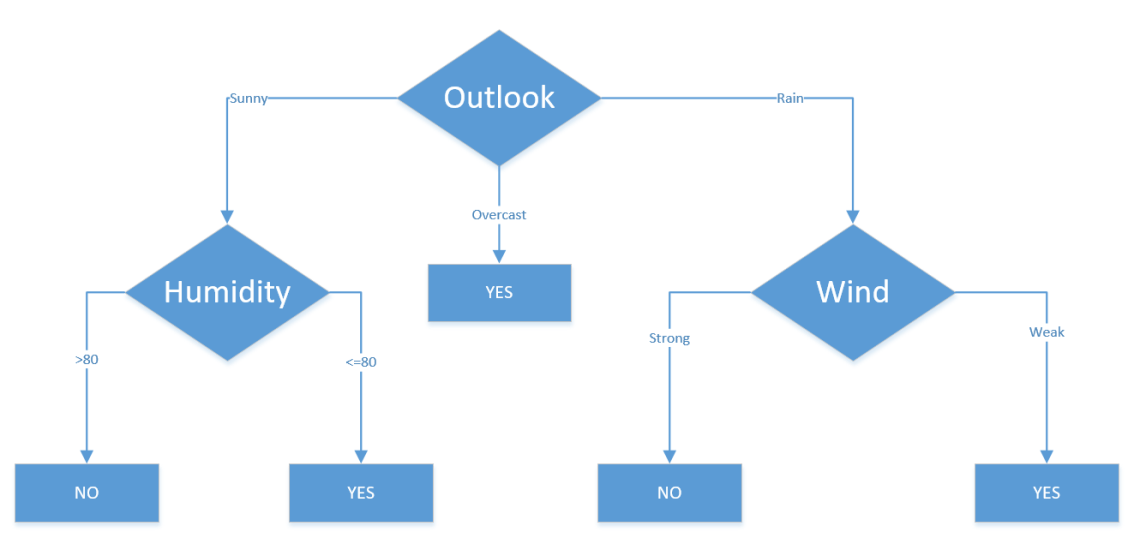 Outlook
Sunny
Rain
Overcast
Humidity
YES
Wind
>80
<=80
Strong
Weak
NO
YES
NO
YES